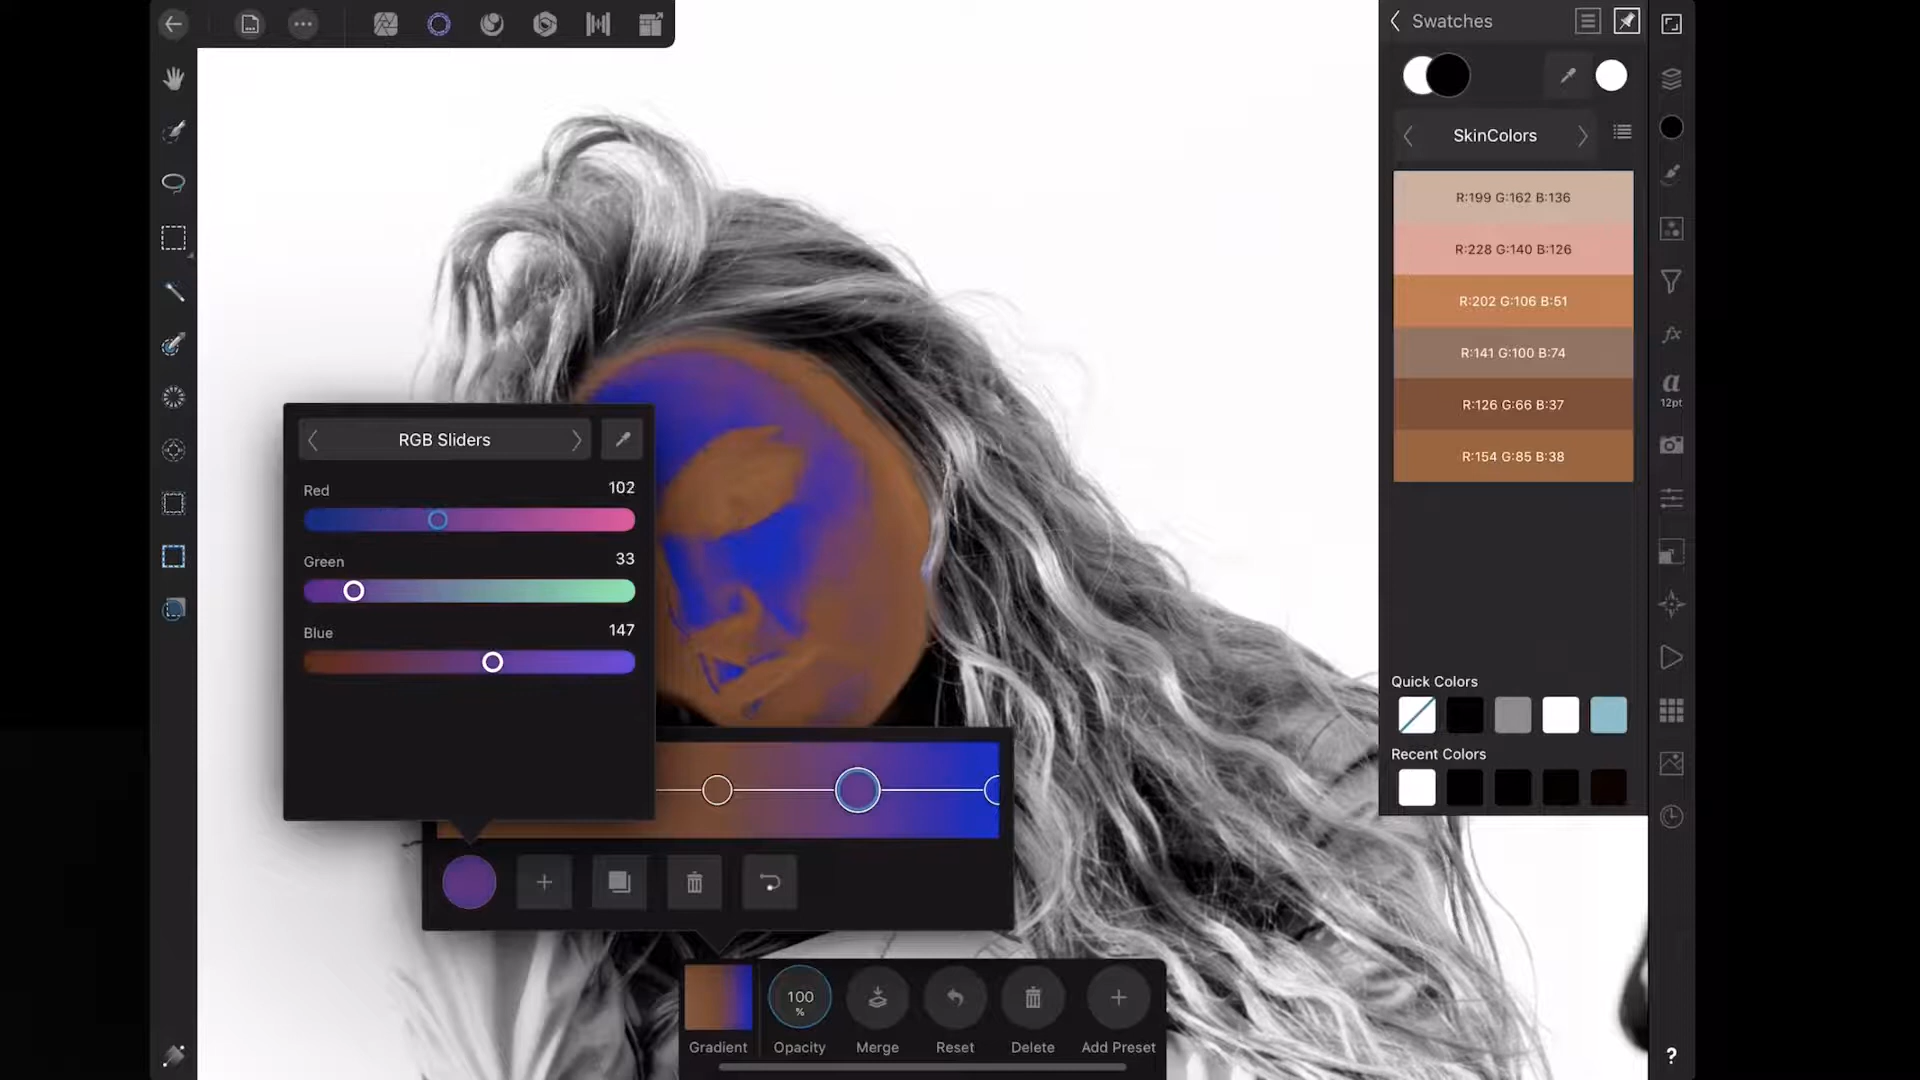 Swatches
SkinColors
R:199 G:162 B:136
R:228 G:140 B:126
R:202 G:106 B:51
R:141 G:100 B:74
R:126 G:66 B:37
R:154 G:85 B:38
a
12pt
fx
RGB Sliders
Red 102
Green 33
Blue 147
Quick Colors
Recent Colors
100
%
Gradient Opacity Merge Reset Delete Add Preset
?